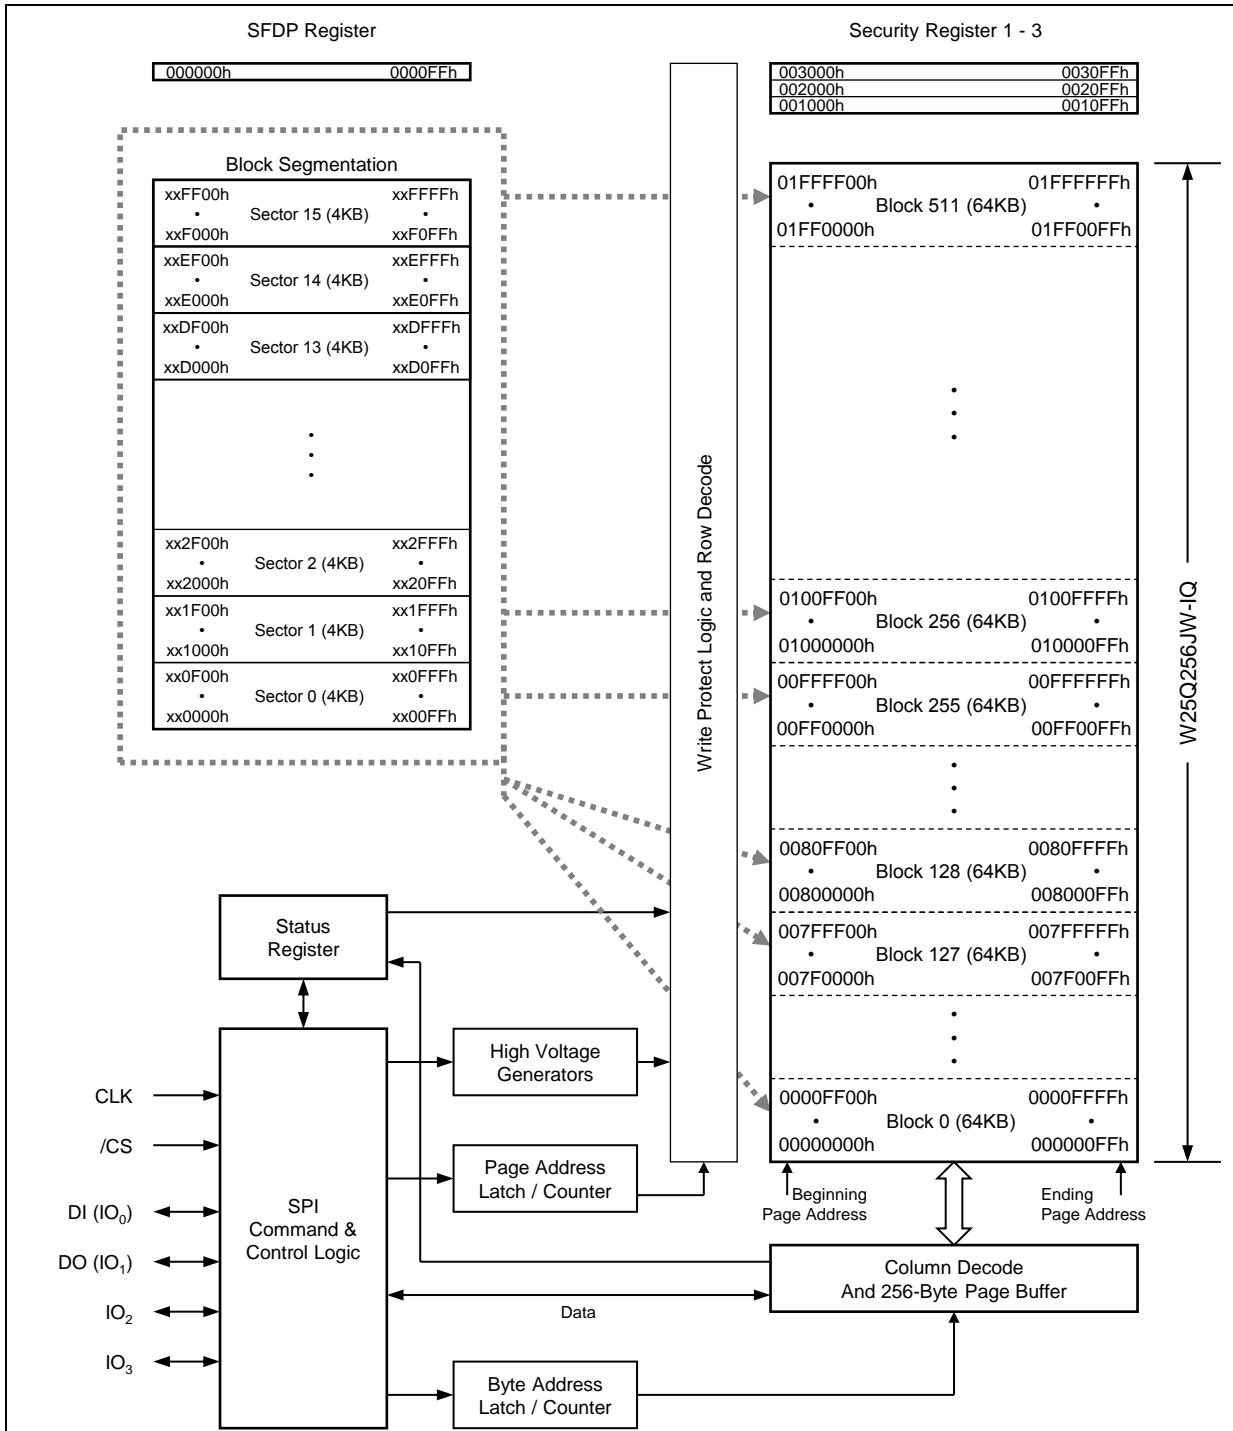 SFDP Register
000000h 0000FFh
Security Register 1 - 3
003000h 0030FFh
002000h 0020FFh
001000h 0010FFh
Block Segmentation
xxFF00h xxFFFFh
• Sector 15 (4KB) •
xxF000h xxF0FFh
xxEF00h xxEFFFh
• Sector 14 (4KB) •
xxE000h xxE0FFh
xxDF00h xxDFFFh
• Sector 13 (4KB) •
xxD000h xxD0FFh
xx2F00h xx2FFFh
• Sector 2 (4KB) •
xx2000h xx20FFh
xx1F00h xx1FFFh
• Sector 1 (4KB) •
xx1000h xx10FFh
xx0F00h xx0FFFh
• Sector 0 (4KB) •
xx0000h xx00FFh
Write Protect Logic and Row Decode
01FFFF00h 01FFFFFFh
• Block 511 (64KB) •
01FF0000h 01FF00FFh
0100FF00h 0100FFFFh
• Block 256 (64KB) •
01000000h 010000FFh
00FFFF00h 00FFFFFFh
• Block 255 (64KB) •
00FF0000h 00FF00FFh
0080FF00h 0080FFFFh
• Block 128 (64KB) •
00800000h 008000FFh
007FFF00h 007FFFFFh
• Block 127 (64KB) •
007F0000h 007F00FFh
0000FF00h 0000FFFFh
• Block 0 (64KB) •
00000000h 000000FFh
W25Q256JW-IQ
Beginning
Page Address
Ending
Page Address
Status
Register
High Voltage
Generators
Page Address
Latch / Counter
SPI
Command &
Control Logic
CLK
/CS
DI (IO0)
DO (IO1)
IO2
IO3
Column Decode
And 256-Byte Page Buffer
Data
Byte Address
Latch / Counter